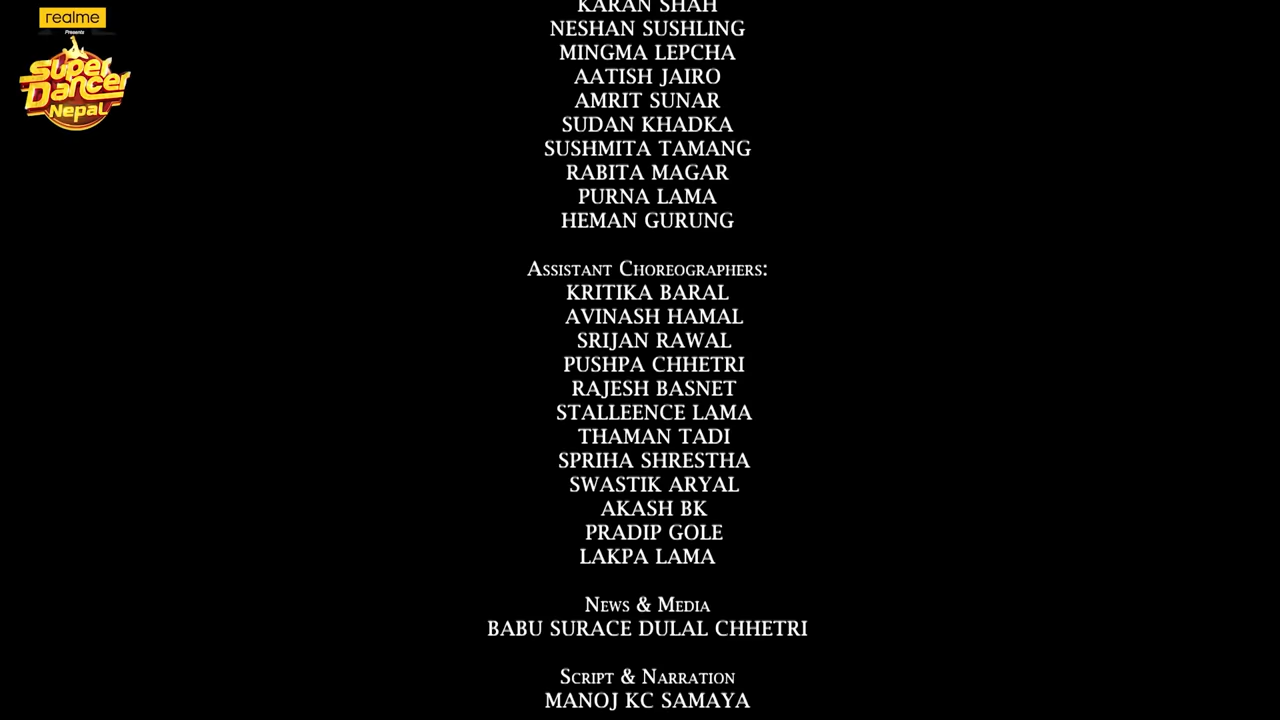 realme
Presents
Super
Dancer
Nepal
KARAN SHAH
NESHAN SUSHLING
MINGMA LEPCHA
AATISH JAIRO
AMRIT SUNAR
SUDAN KHADKA
SUSHMITA TAMANG
RABITA MAGAR
PURNA LAMA
HEMAN GURUNG
ASSISTANT CHOREOGRAPHERS:
KRITIKA BARAL
AVINASH HAMAL
SRIJAN RAWAL
PUSHPA CHHETRI
RAJESH BASNET
STALLEENCE LAMA
THAMAN TADI
SPRIHA SHRESTHA
SWASTIK ARYAL
AKASH BK
PRADIP GOLE
LAKPA LAMA
NEWS & MEDIA
BABU SURACE DULAL CHHETRI
SCRIPT & NARRATION
MANOJ KC SAMAYA